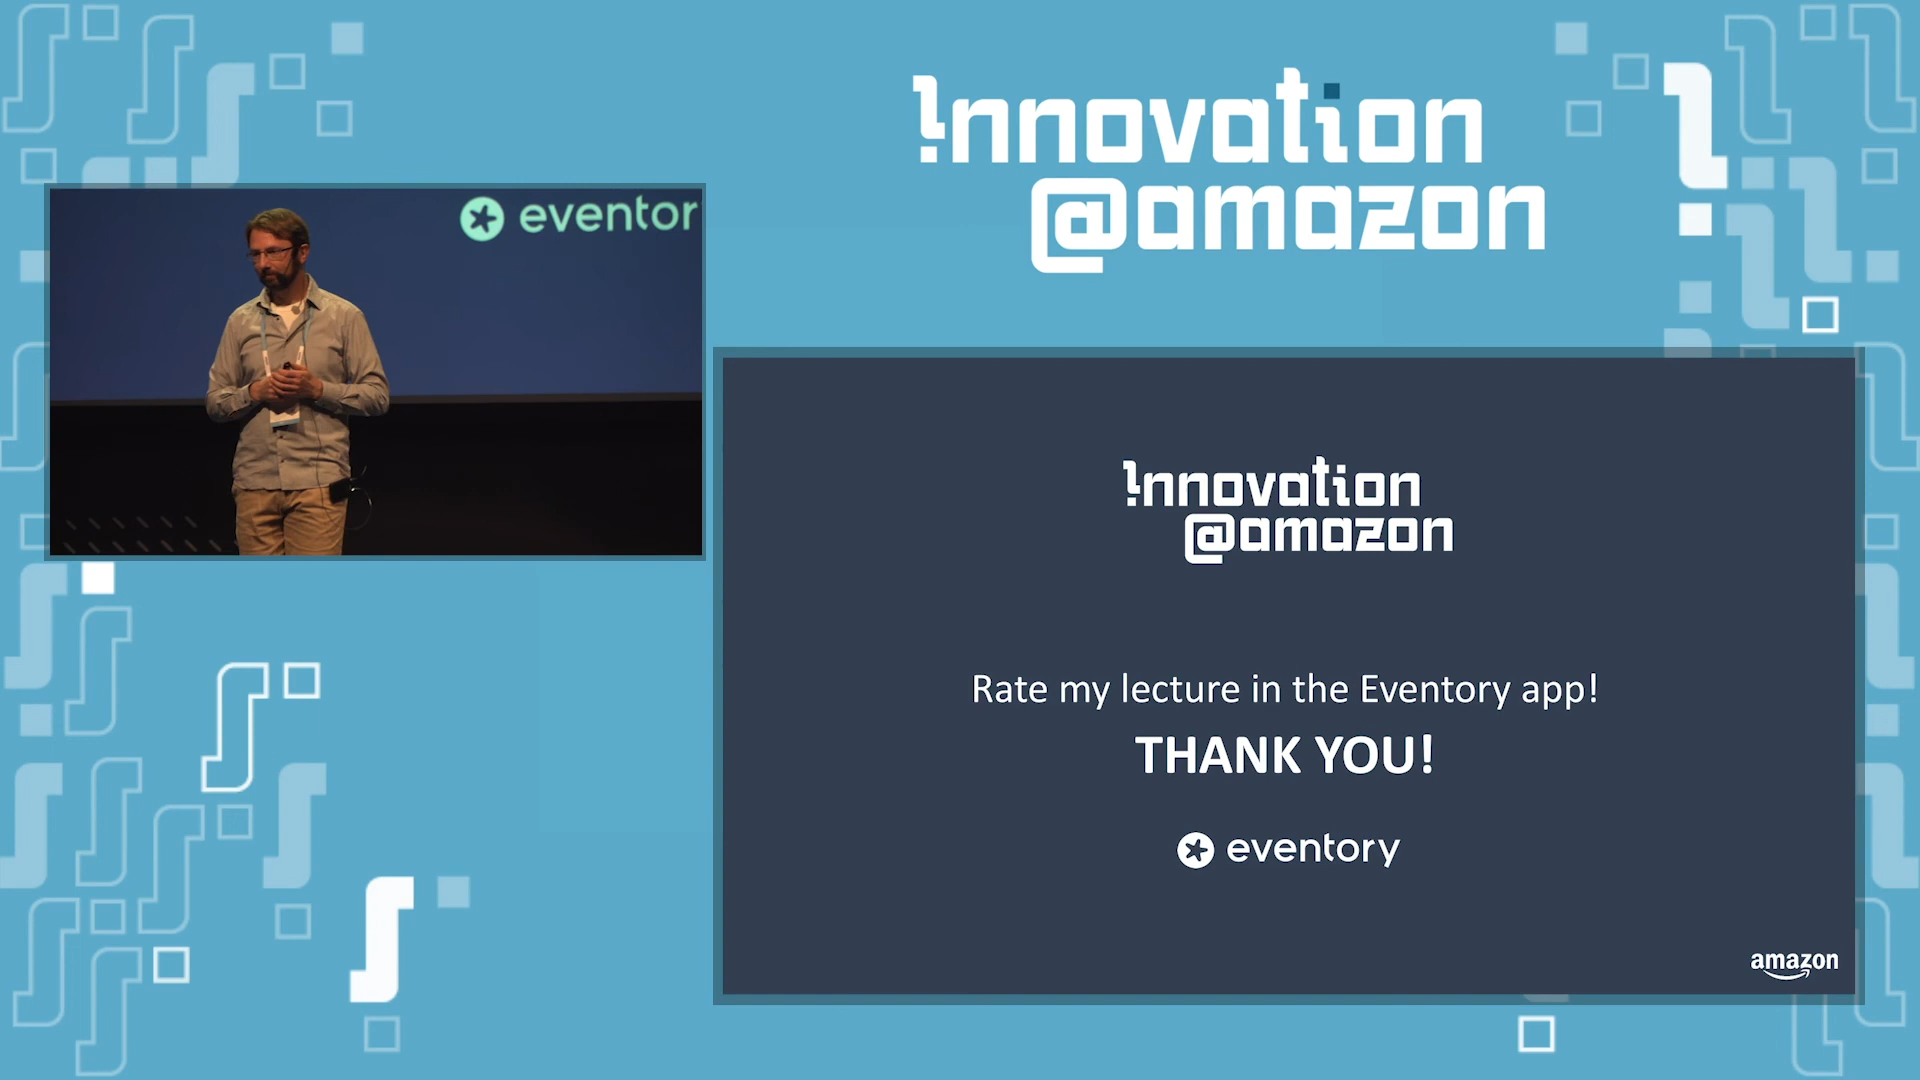 innovation
@amazon
eventor
innovation
@amazon
Rate my lecture in the Eventory app!
THANK YOU!
eventory
amazon